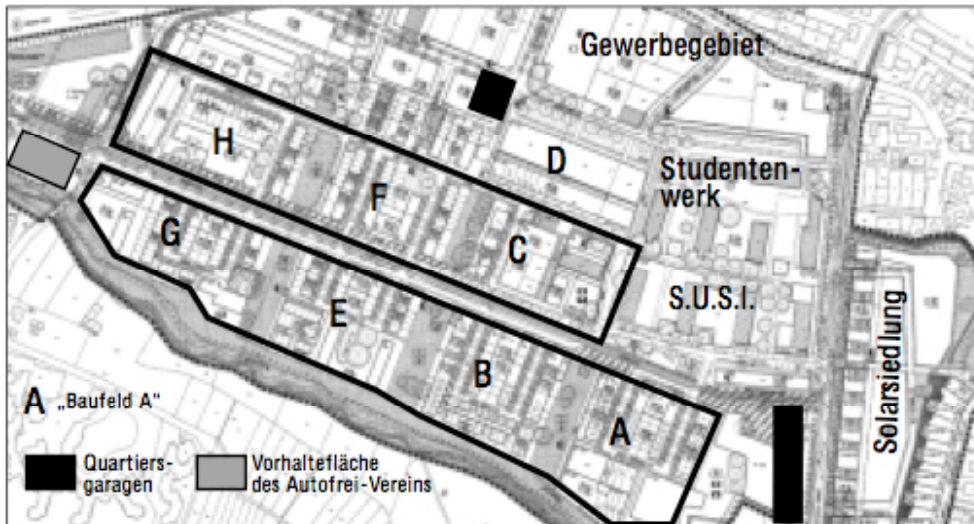 Gewerbegebiet
H
D
Studenten-
werk
F
G
C
E
S.U.S.I.
Solarsiedlung
B
A
A „Baufeld A"
Quartiers-
garagen
Vorhaltefläche
des Autofrei-Vereins